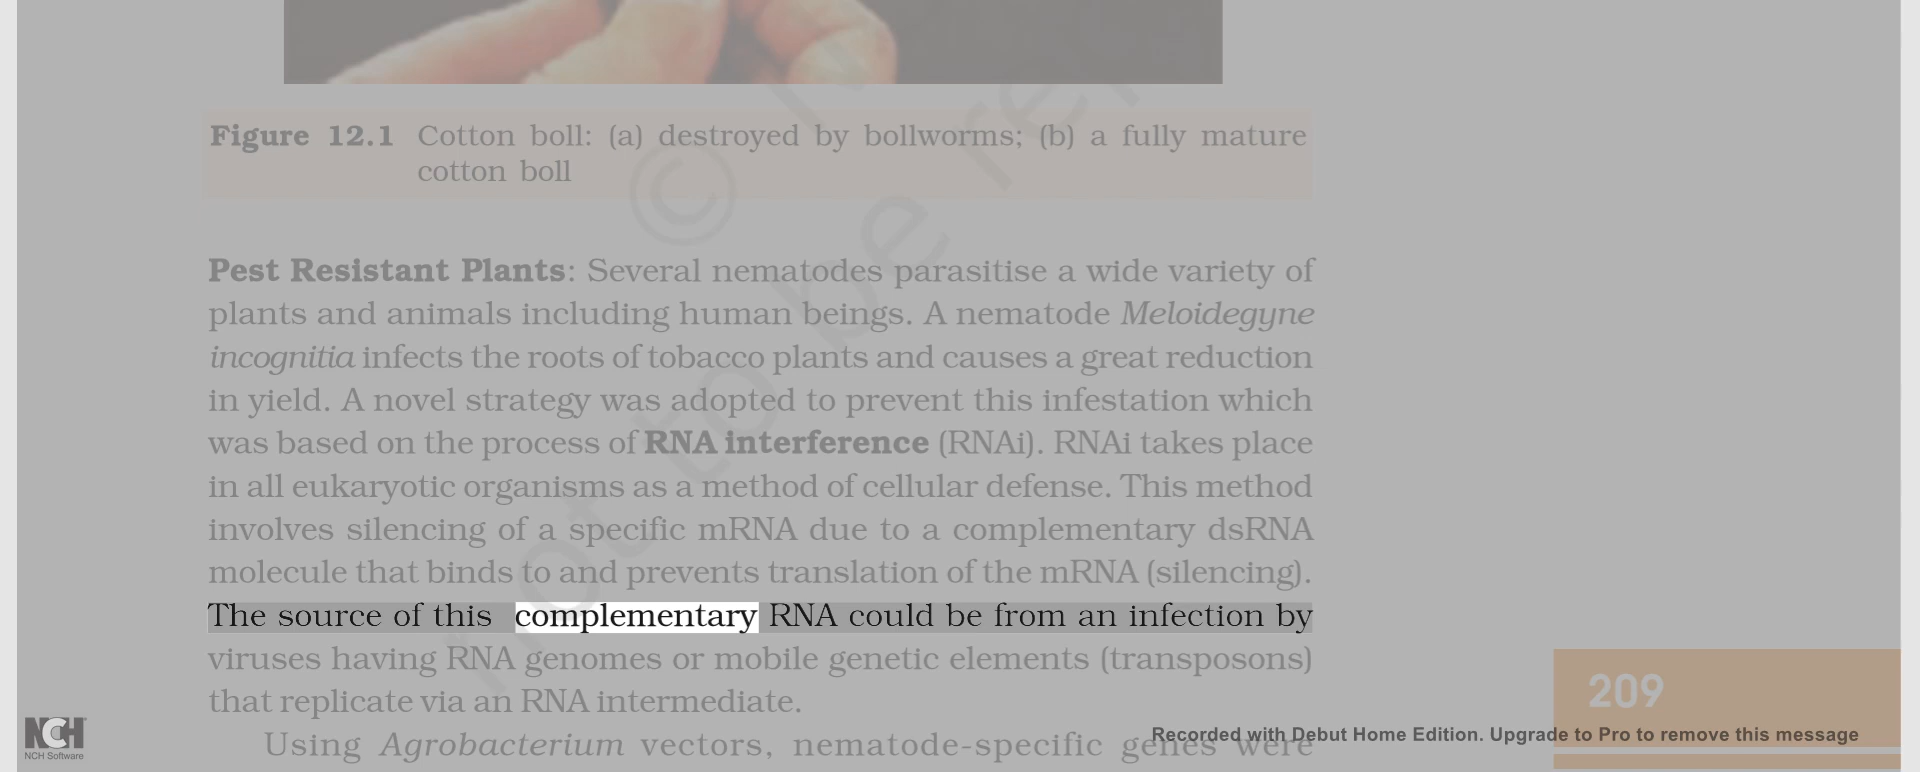 Figure 12.1 Cotton boll: (a) destroyed by bollworms; (b) a fully mature
cotton boll
Pest Resistant Plants: Several nematodes parasitise a wide variety of
plants and animals including human beings. A nematode Meloidegyne
incognitia infects the roots of tobacco plants and causes a great reduction
in yield. A novel strategy was adopted to prevent this infestation which
was based on the process of RNA interference (RNAi). RNAi takes place
in all eukaryotic organisms as a method of cellular defense. This method
involves silencing of a specific mRNA due to a complementary dsRNA
molecule that binds to and prevents translation of the mRNA (silencing).
The source of this complementary RNA could be from an infection by
viruses having RNA genomes or mobile genetic elements (transposons)
that replicate via an RNA intermediate.
Using Agrobacterium vectors, nematode-specific genes were
209
Recorded with Debut Home Edition. Upgrade to Pro to remove this message
NCH
NCH Software
©
not to be